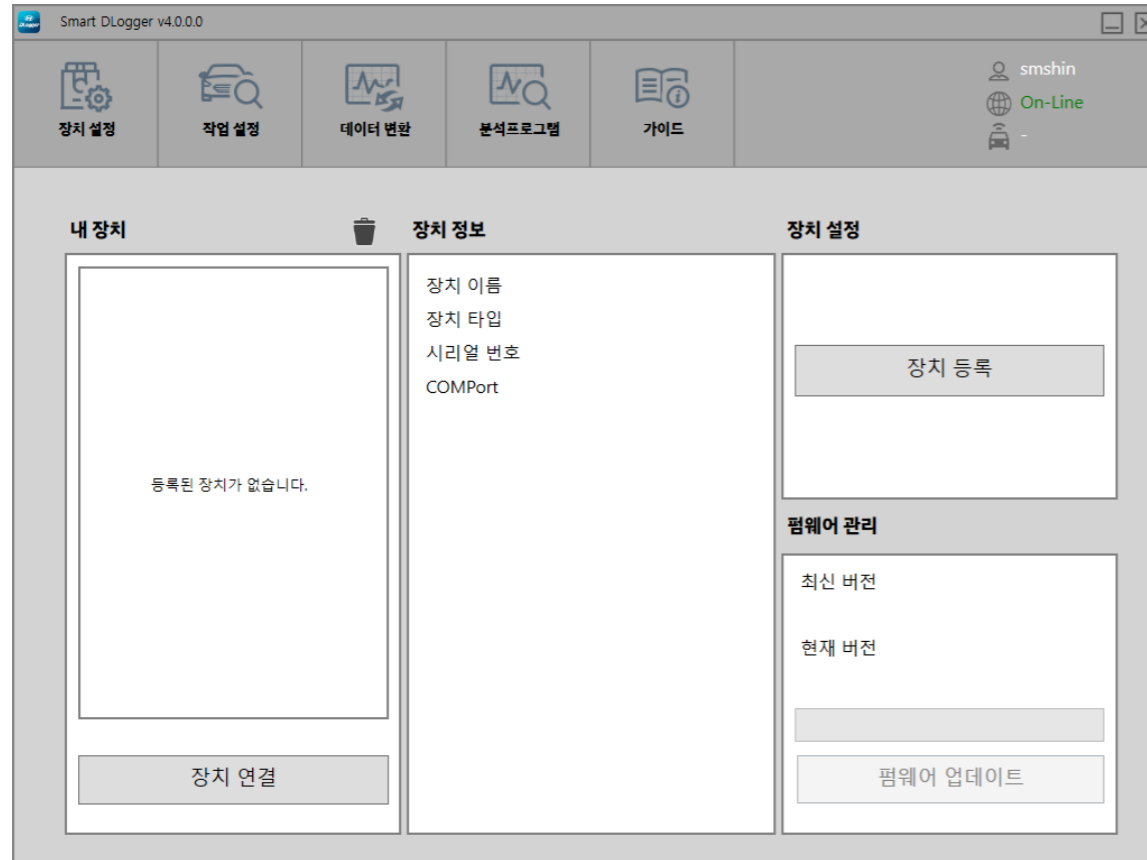 Smart DLogger v4.0.0.0
장치 설정
작업 설정
데이터 변환
분석프로그램
가이드
smshin
On-Line
-
내 장치
장치 정보
장치 설정
등록된 장치가 없습니다.
장치 연결
장치 이름
장치 타입
시리얼 번호
COMPort
장치 등록
펌웨어 관리
최신 버전
현재 버전
펌웨어 업데이트